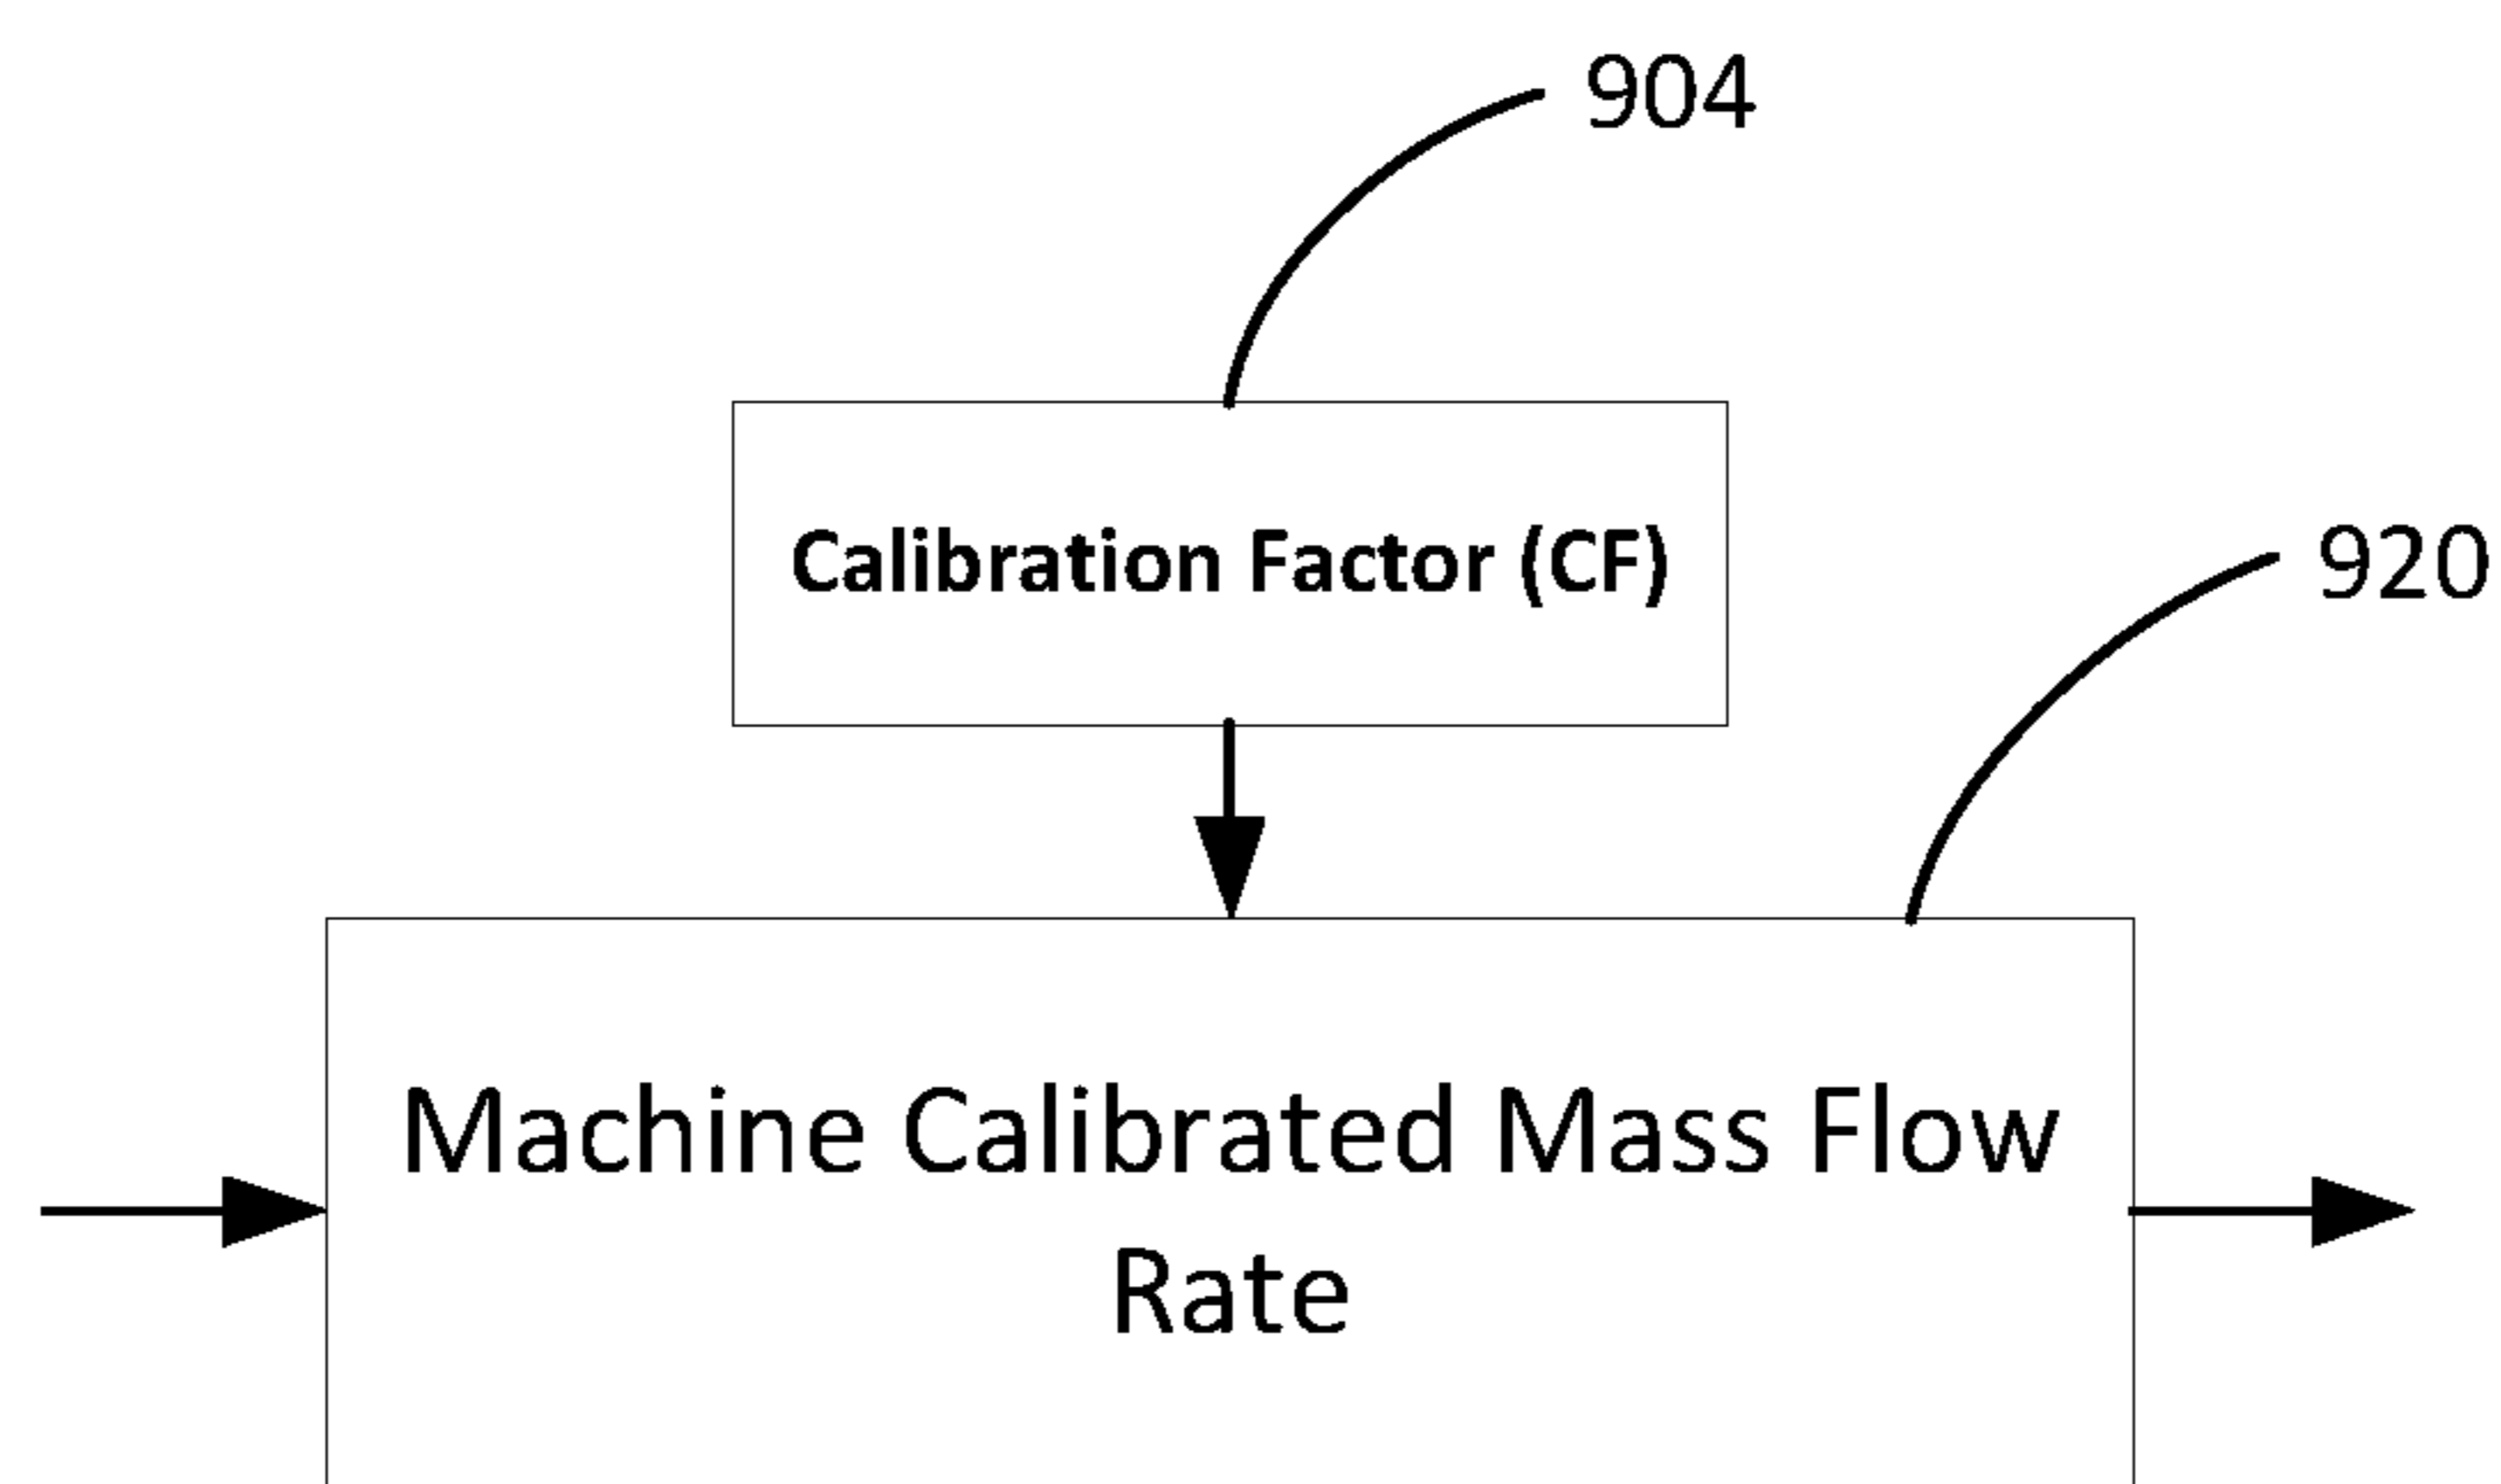 904
Calibration Factor (CF)
920
Machine Calibrated Mass Flow
Rate